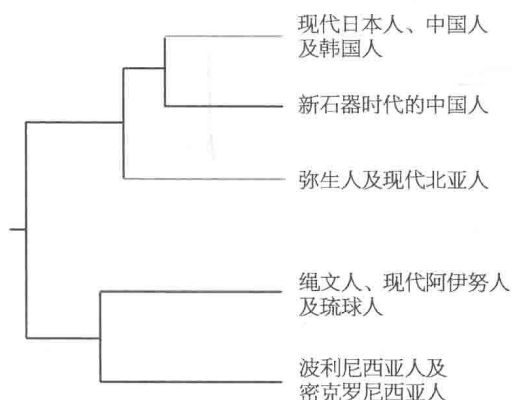 现代日本人、中国人
及韩国人
新石器时代的中国人
弥生人及现代北亚人
绳文人、现代阿伊努人
及琉球人
波利尼西亚人及
密克罗尼西亚人